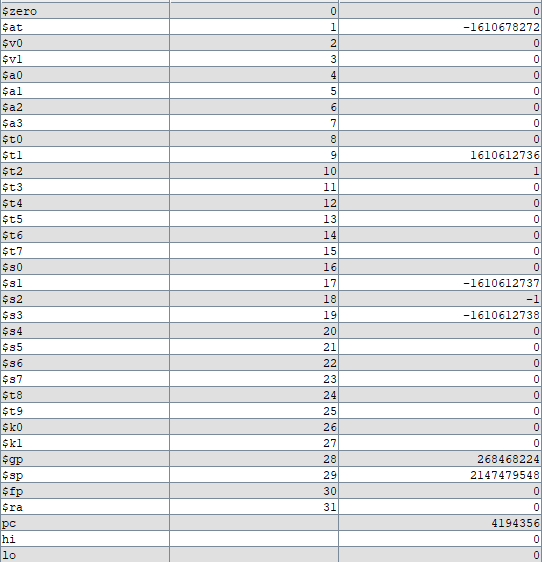 $zero 0 0
$at 1 -1610678272
$v0 2 0
$v1 3 0
$a0 4 0
$a1 5 0
$a2 6 0
$a3 7 0
$t0 8 0
$t1 9 1610612736
$t2 10 1
$t3 11 0
$t4 12 0
$t5 13 0
$t6 14 0
$t7 15 0
$s0 16 0
$s1 17 -1610612737
$s2 18 -1
$s3 19 -1610612738
$s4 20 0
$s5 21 0
$s6 22 0
$s7 23 0
$t8 24 0
$t9 25 0
$k0 26 0
$k1 27 0
$gp 28 268468224
$sp 29 2147479548
$fp 30 0
$ra 31 0
pc 4194356
hi 0
lo 0